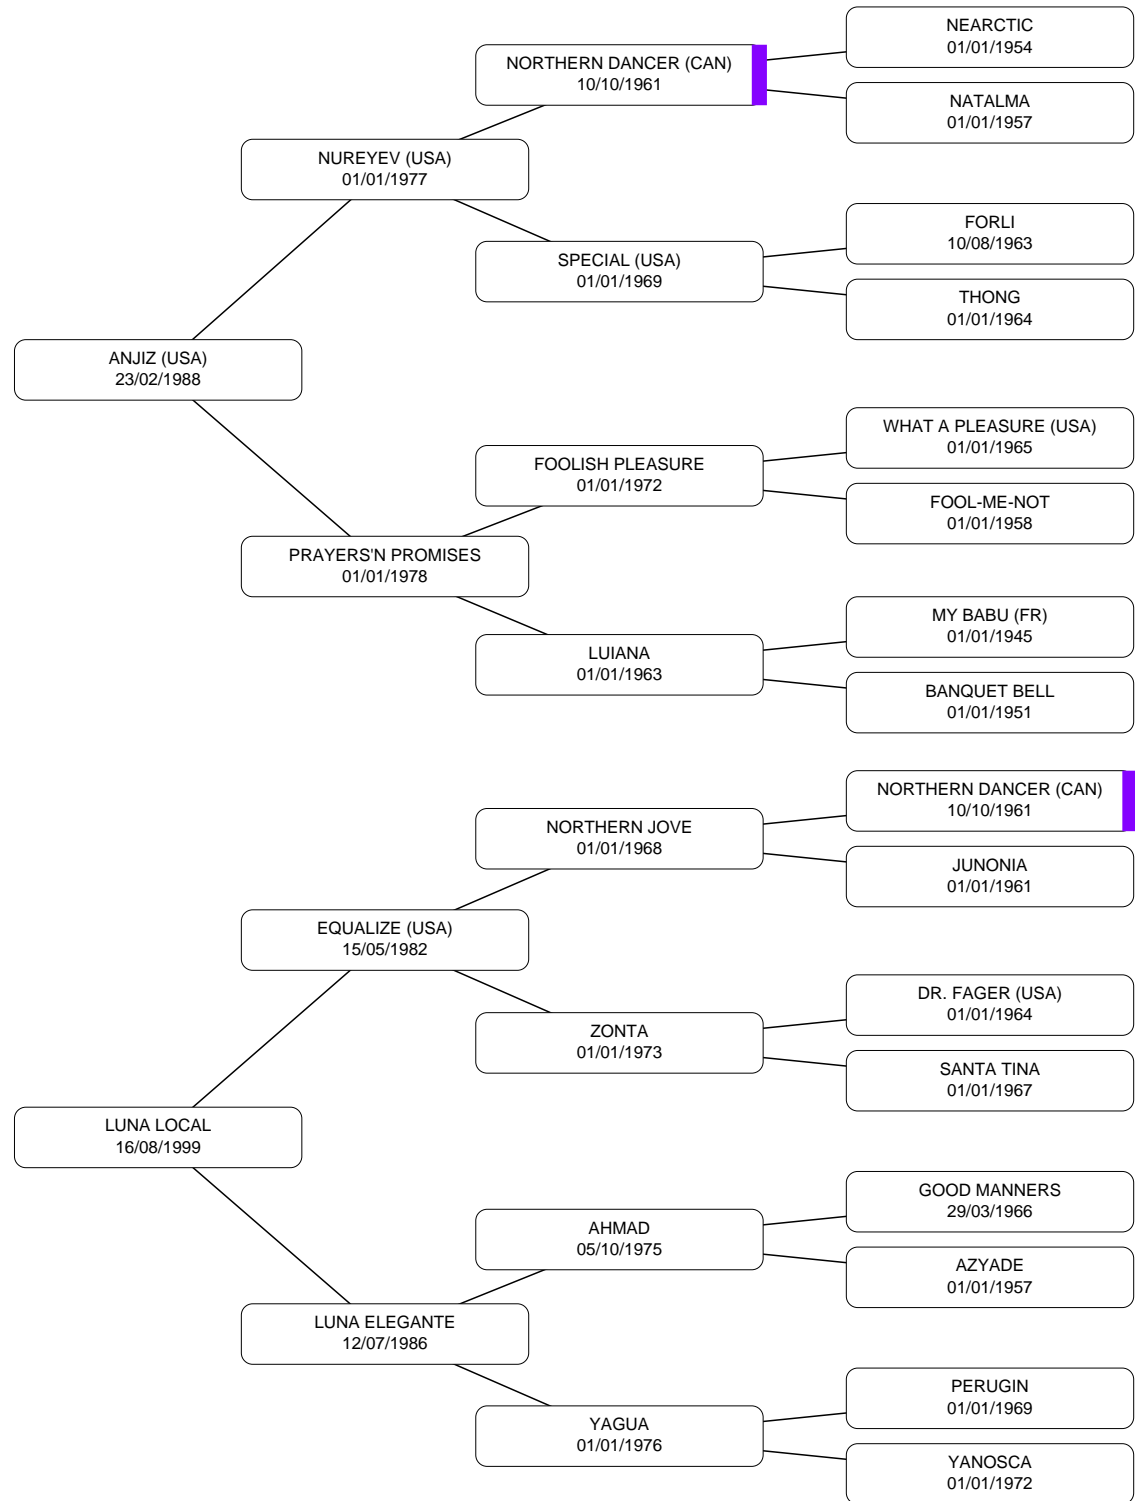 NEARCTIC
01/01/1954
NORTHERN DANCER (CAN)
10/10/1961
NATALMA
01/01/1957
NUREYEV (USA)
01/01/1977
FORLI
10/08/1963
SPECIAL (USA)
01/01/1969
THONG
01/01/1964
ANJIZ (USA)
23/02/1988
WHAT A PLEASURE (USA)
01/01/1965
FOOLISH PLEASURE
01/01/1972
FOOL-ME-NOT
01/01/1958
PRAYERS'N PROMISES
01/01/1978
MY BABU (FR)
01/01/1945
LUIANA
01/01/1963
BANQUET BELL
01/01/1951
NORTHERN DANCER (CAN)
10/10/1961
NORTHERN JOVE
01/01/1968
JUNONIA
01/01/1961
EQUALIZE (USA)
15/05/1982
DR. FAGER (USA)
01/01/1964
ZONTA
01/01/1973
SANTA TINA
01/01/1967
LUNA LOCAL
16/08/1999
GOOD MANNERS
29/03/1966
AHMAD
05/10/1975
AZYADE
01/01/1957
LUNA ELEGANTE
12/07/1986
PERUGIN
01/01/1969
YAGUA
01/01/1976
YANOSCA
01/01/1972